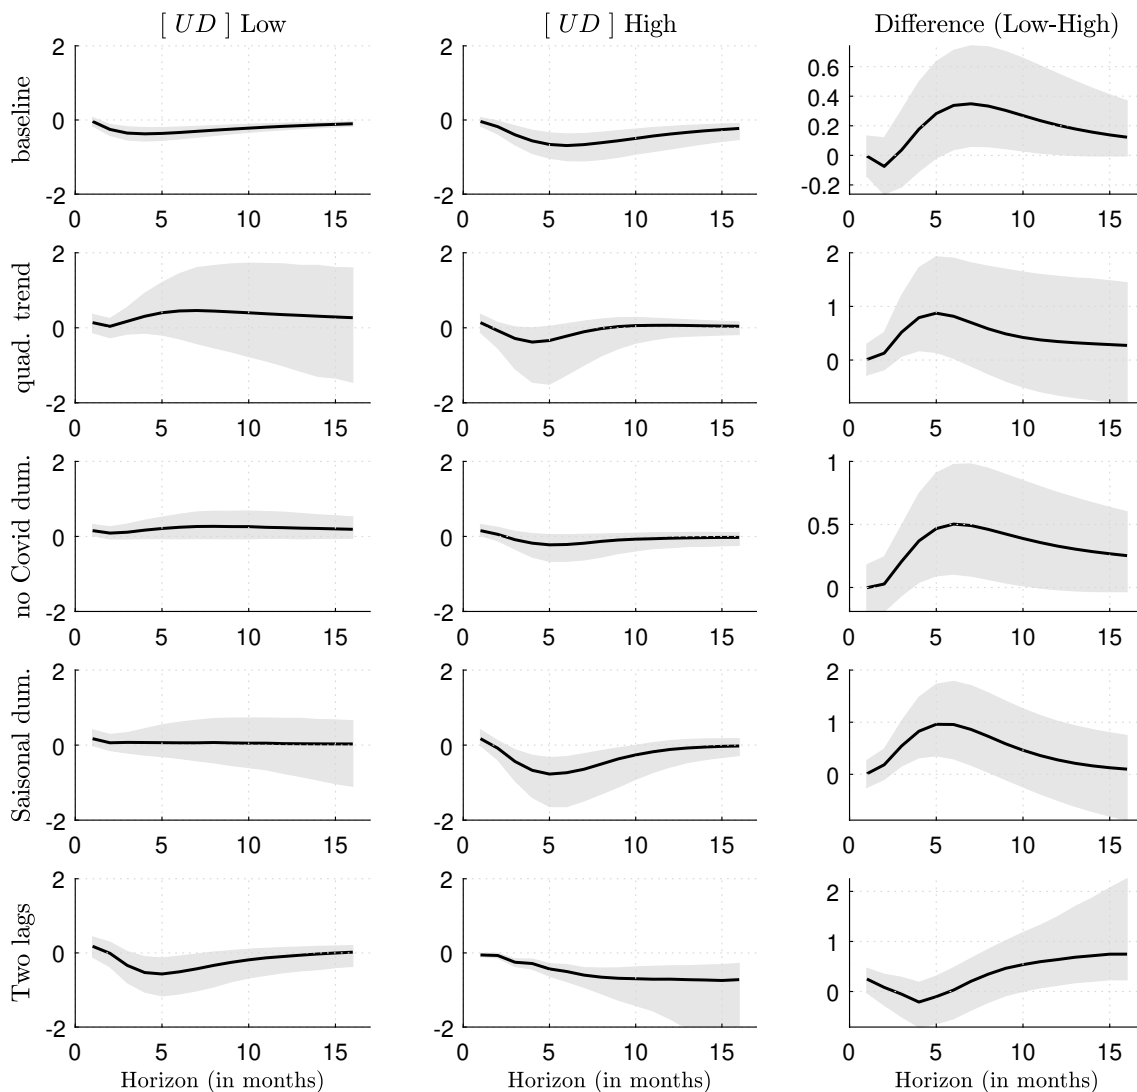 [ UD ] Low [ UD ] High Difference (Low-High)
baseline
2 2 0.6
0.4
0 0 0.2
0
-2 -2 -0.2
0 5 10 15 0 5 10 15 0 5 10 15
quad. trend
2 2 2
1
0 0
0
-2 -2
0 5 10 15 0 5 10 15 0 5 10 15
no Covid dum.
2 2 1
0 0 0.5
0
-2 -2
0 5 10 15 0 5 10 15 0 5 10 15
Saisonal dum.
2 2 2
1
0 0
0
-2 -2
0 5 10 15 0 5 10 15 0 5 10 15
Two lags
2 2 2
1
0 0
0
-2 -2
0 5 10 15 0 5 10 15 0 5 10 15
Horizon (in months) Horizon (in months) Horizon (in months)